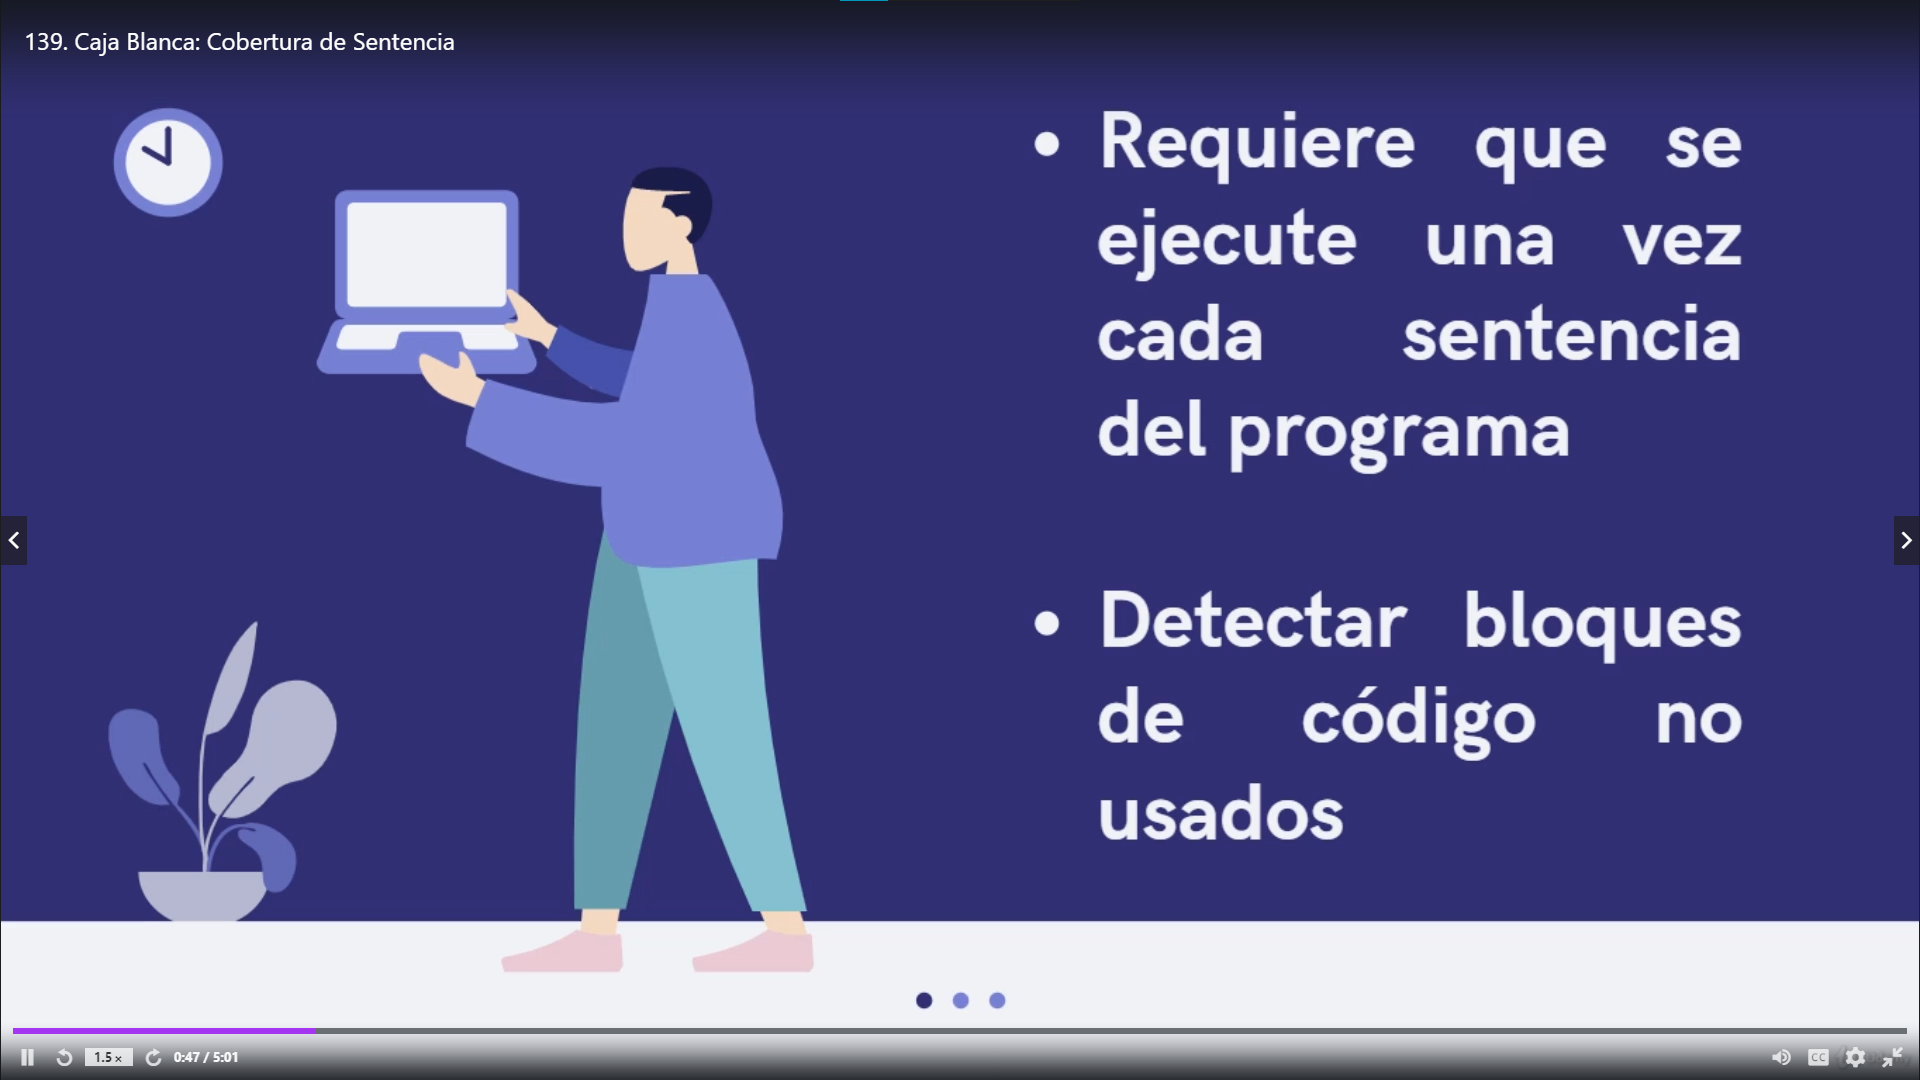 139. Caja Blanca: Cobertura de Sentencia
• Requiere que se
ejecute una vez
cada sentencia
del programa
• Detectar bloques
de código no
usados
1.5×
0:47 / 5:01
CC